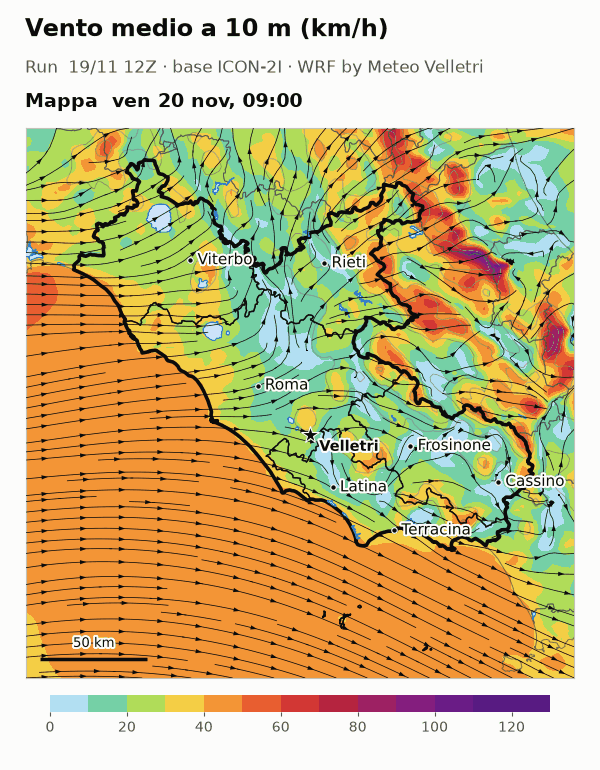 Vento medio a 10 m (km/h)
Run  19/11 12Z · base ICON-2I · WRF by Meteo Velletri
Mappa  ven 20 nov, 09:00
Viterbo
Rieti
Roma
Velletri
Frosinone
Latina
Cassino
Terracina
50 km
0 20 40 60 80 100 120